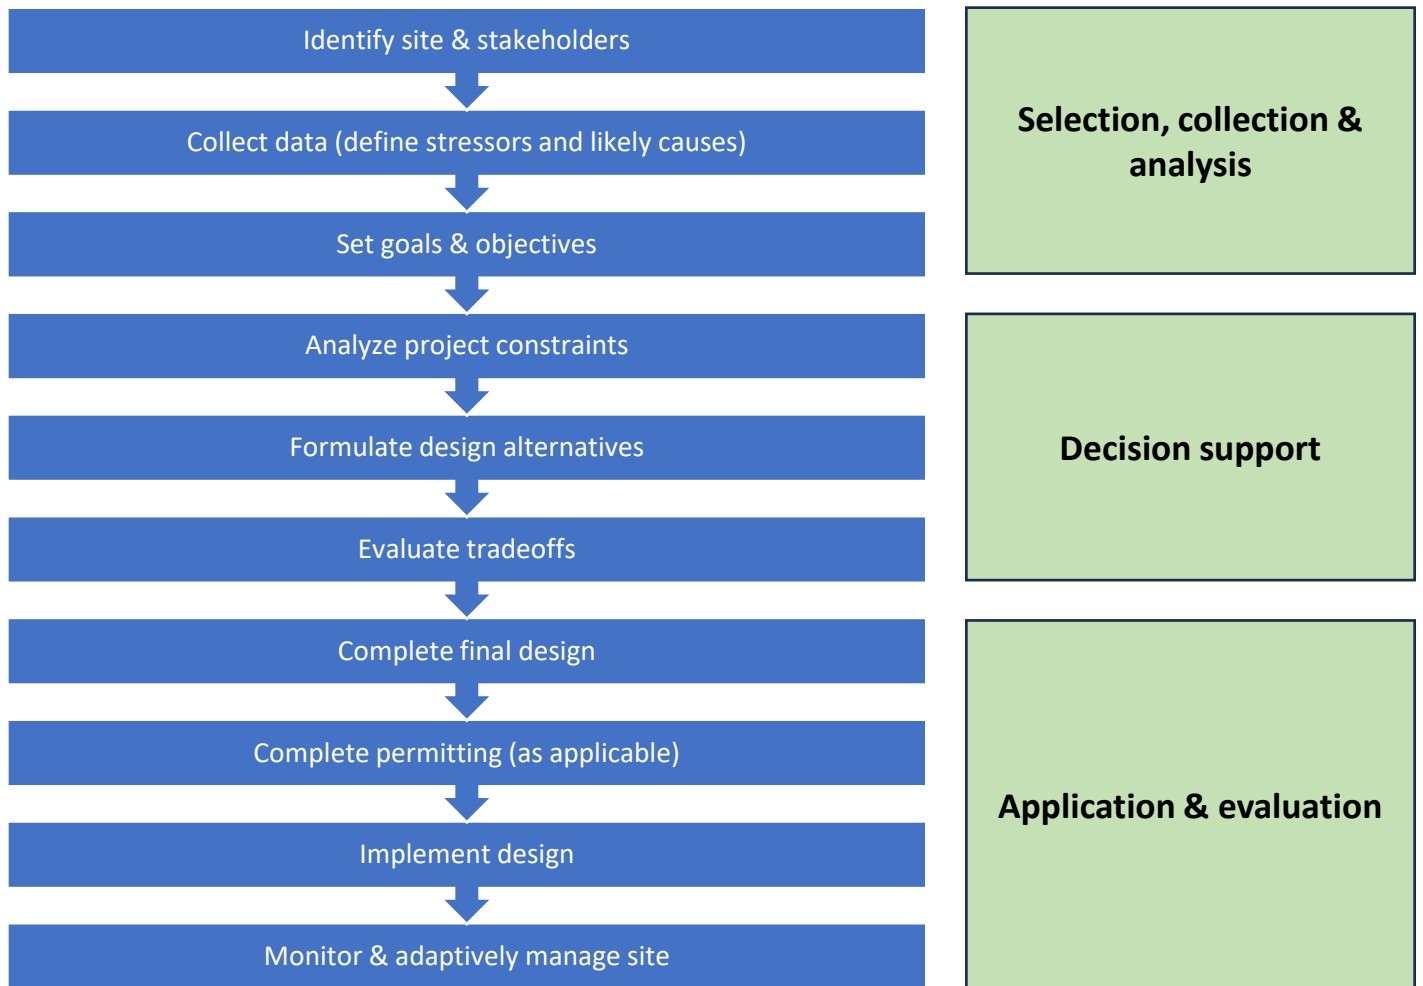 Identify site & stakeholders
Collect data (define stressors and likely causes)
Set goals & objectives
Analyze project constraints
Formulate design alternatives
Evaluate tradeoffs
Complete final design
Complete permitting (as applicable)
Implement design
Monitor & adaptively manage site
Selection, collection &
analysis
Decision support
Application & evaluation